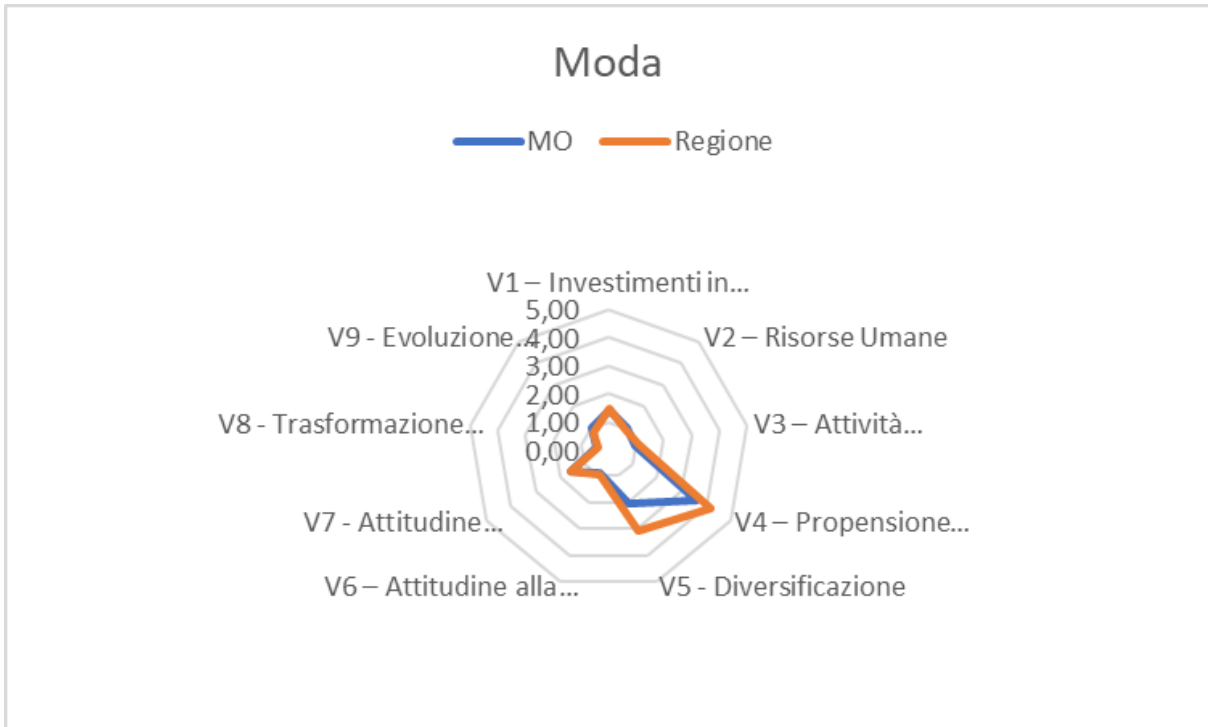 Moda
MO
Regione
V1 – Investimenti in...
5,00
V9 - Evoluzione...
4,00
V2 – Risorse Umane
3,00
2,00
V8 - Trasformazione...
1,00
V3 – Attività...
0,00
V7 - Attitudine...
V4 – Propensione...
V6 – Attitudine alla...
V5 - Diversificazione